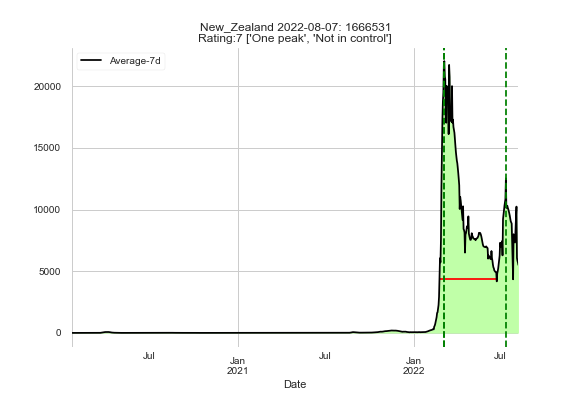 New_Zealand 2022-08-07: 1666531
Rating:7 ['One peak', 'Not in control']
Average-7d
20000
15000
10000
5000
0
Jul
Jan
2021
Jul
Jan
2022
Jul
Date